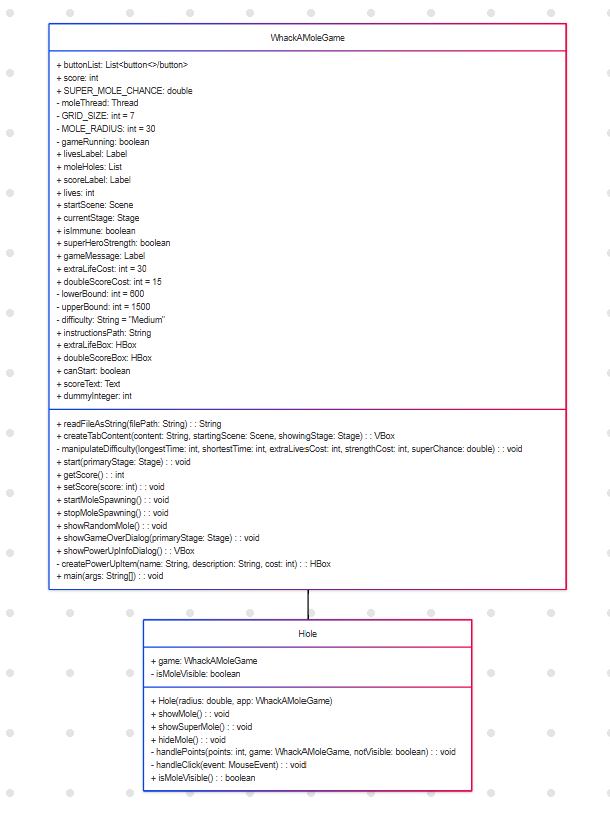 WhackAMoleGame
+ buttonList: List<button<>/button>
+ score: int
+ SUPER_MOLE_CHANCE: double
- moleThread: Thread
- GRID_SIZE: int = 7
- MOLE_RADIUS: int = 30
- gameRunning: boolean
+ livesLabel: Label
+ moleHoles: List
+ scoreLabel: Label
+ lives: int
+ startScene: Scene
+ currentStage: Stage
+ isImmune: boolean
+ superHeroStrength: boolean
+ gameMessage: Label
+ extraLifeCost: int = 30
+ doubleScoreCost: int = 15
- lowerBound: int = 600
- upperBound: int = 1500
- difficulty: String = "Medium"
+ instructionsPath: String
+ extraLifeBox: HBox
+ doubleScoreBox: HBox
+ canStart: boolean
+ scoreText: Text
+ dummyInteger: int
+ readFileAsString(filePath: String) : : String
+ createTabContent(content: String, startingScene: Scene, showingStage: Stage) : : VBox
- manipulateDifficulty(longestTime: int, shortestTime: int, extraLivesCost: int, strengthCost: int, superChance: double) : : void
+ start(primaryStage: Stage) : : void
+ getScore() : : int
+ setScore(score: int) : : void
+ startMoleSpawning() : : void
+ stopMoleSpawning() : : void
+ showRandomMole() : : void
+ showGameOverDialog(primaryStage: Stage) : : void
+ showPowerUpInfoDialog() : : VBox
- createPowerUpItem(name: String, description: String, cost: int) : : HBox
+ main(args: String[]) : : void
Hole
+ game: WhackAMoleGame
- isMoleVisible: boolean
+ Hole(radius: double, app: WhackAMoleGame)
+ showMole() : : void
+ showSuperMole() : : void
+ hideMole() : : void
- handlePoints(points: int, game: WhackAMoleGame, notVisible: boolean) : : void
- handleClick(event: MouseEvent) : : void
+ isMoleVisible() : : boolean